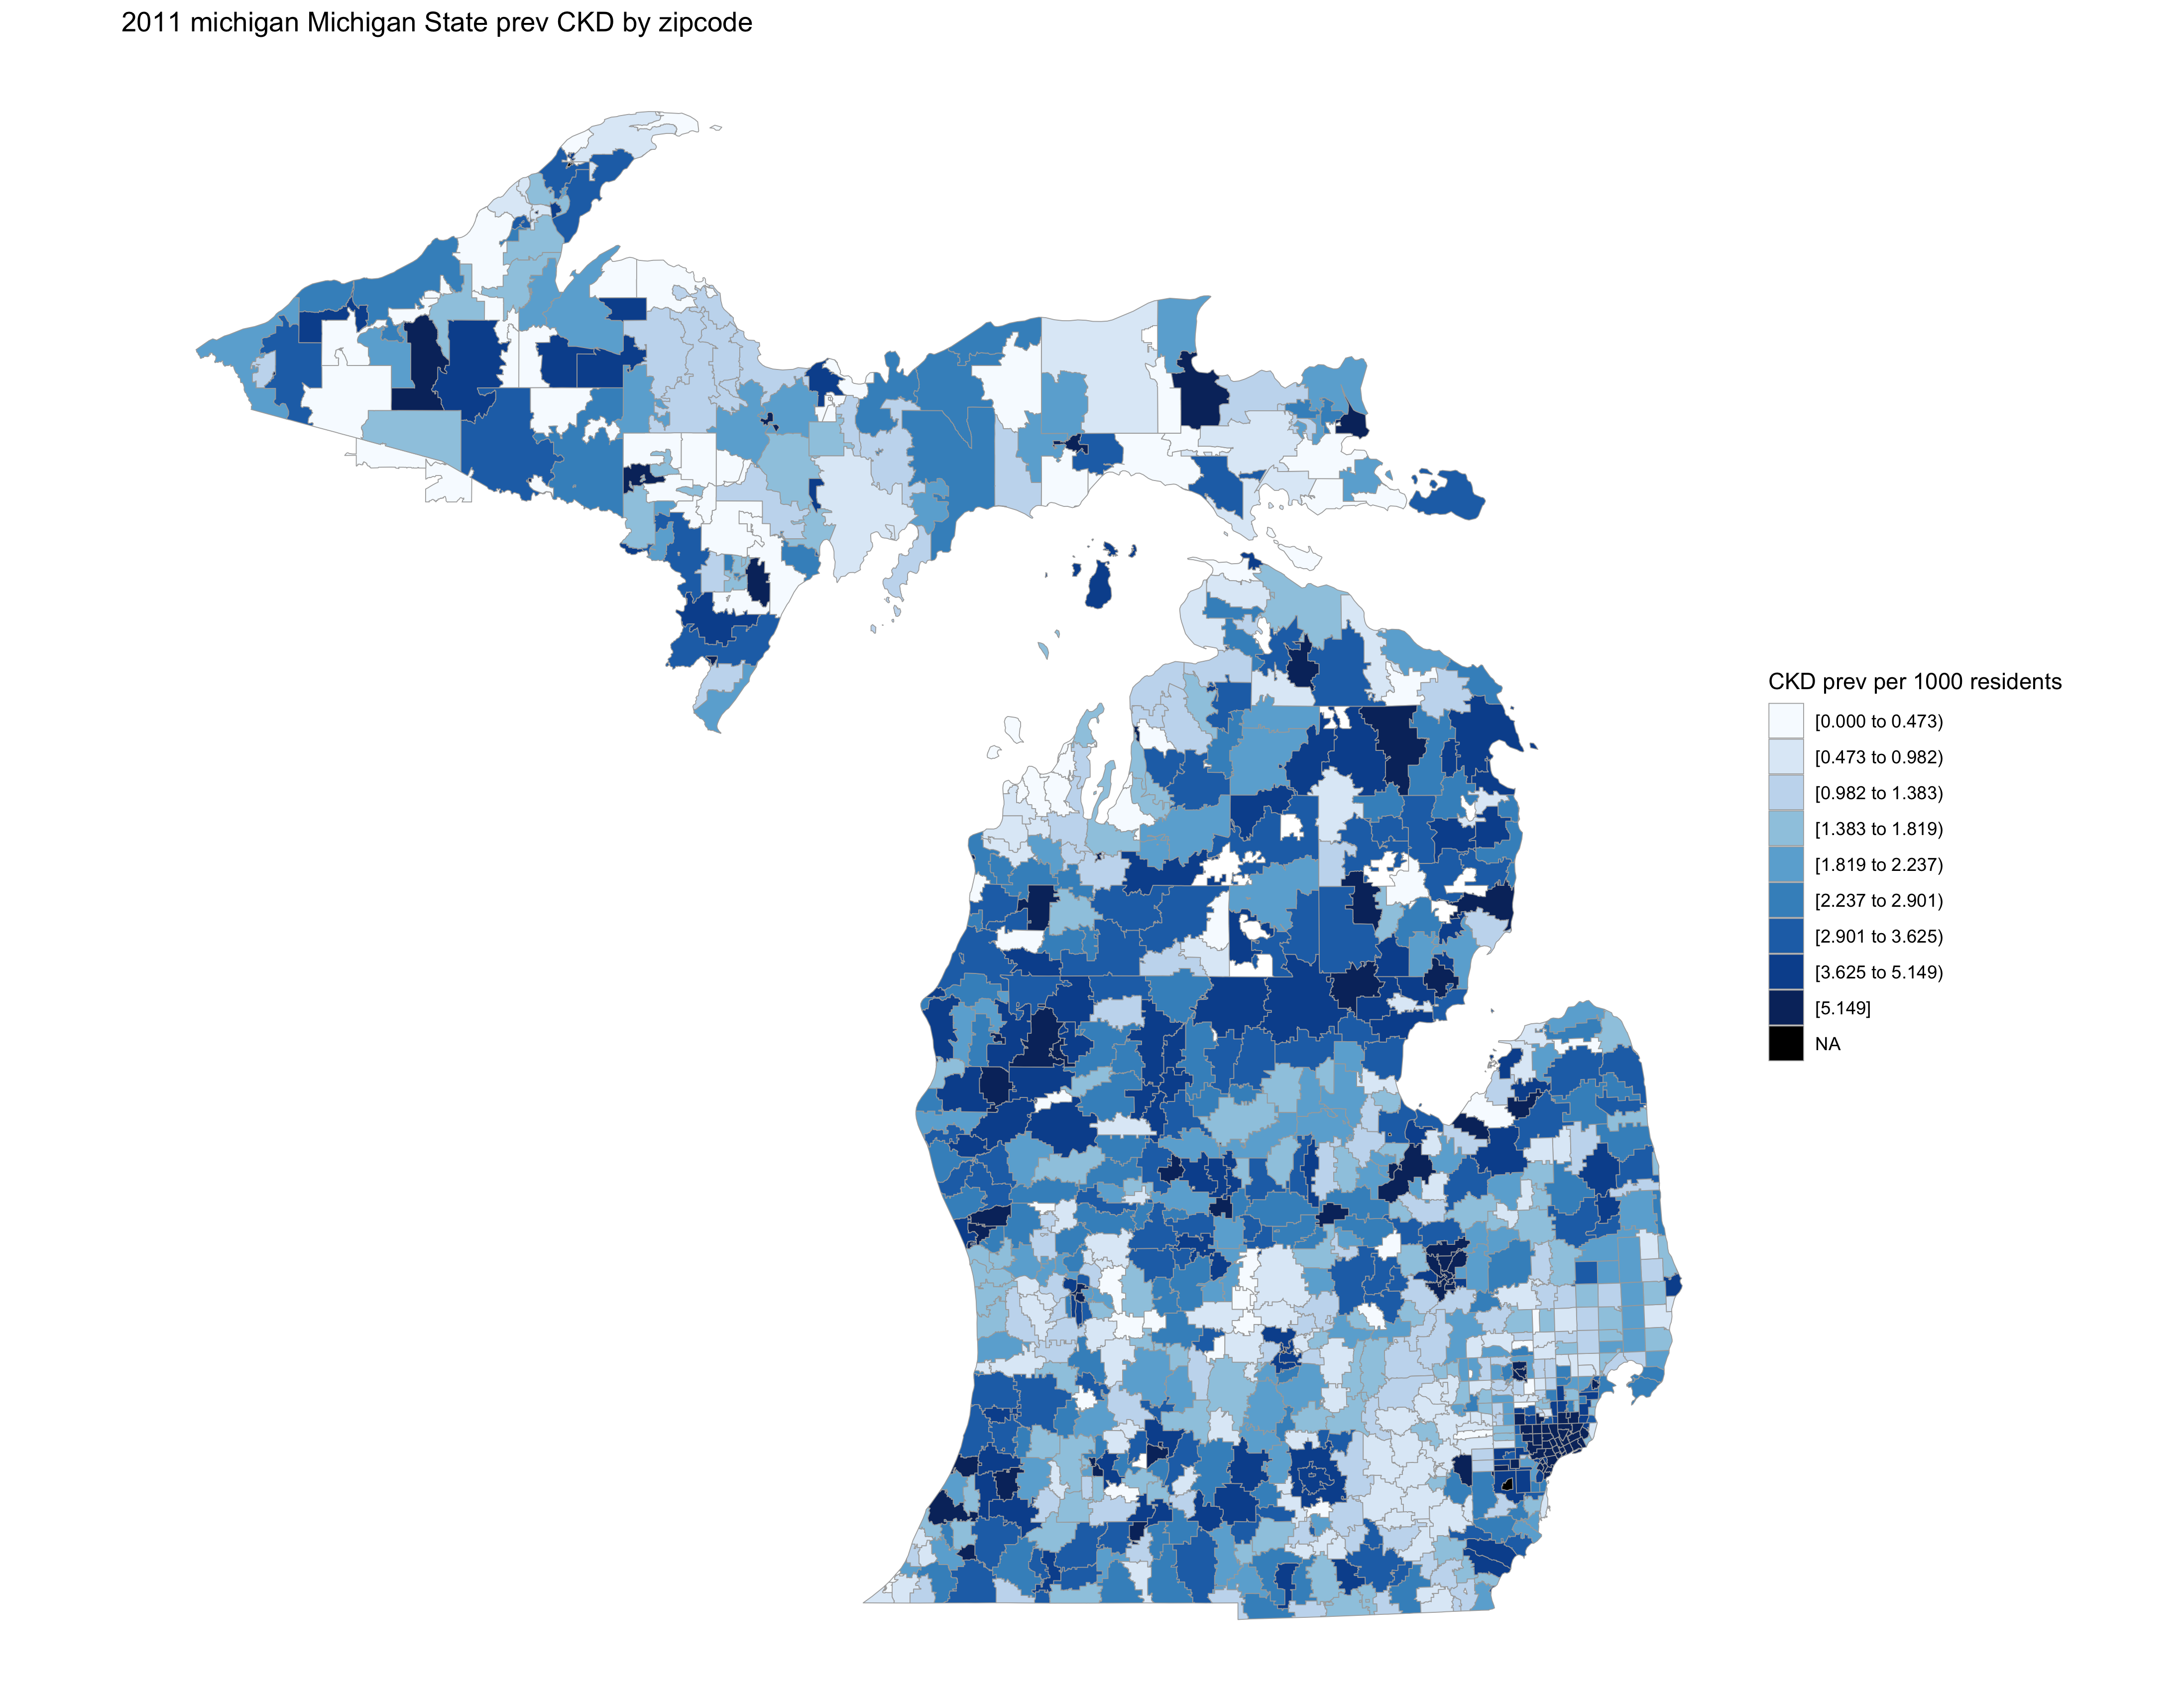 2011 michigan Michigan State prev CKD by zipcode
CKD prev per 1000 residents
[0.000 to 0.473)
[0.473 to 0.982)
[0.982 to 1.383)
[1.383 to 1.819)
[1.819 to 2.237)
[2.237 to 2.901)
[2.901 to 3.625)
[3.625 to 5.149)
[5.149]
NA